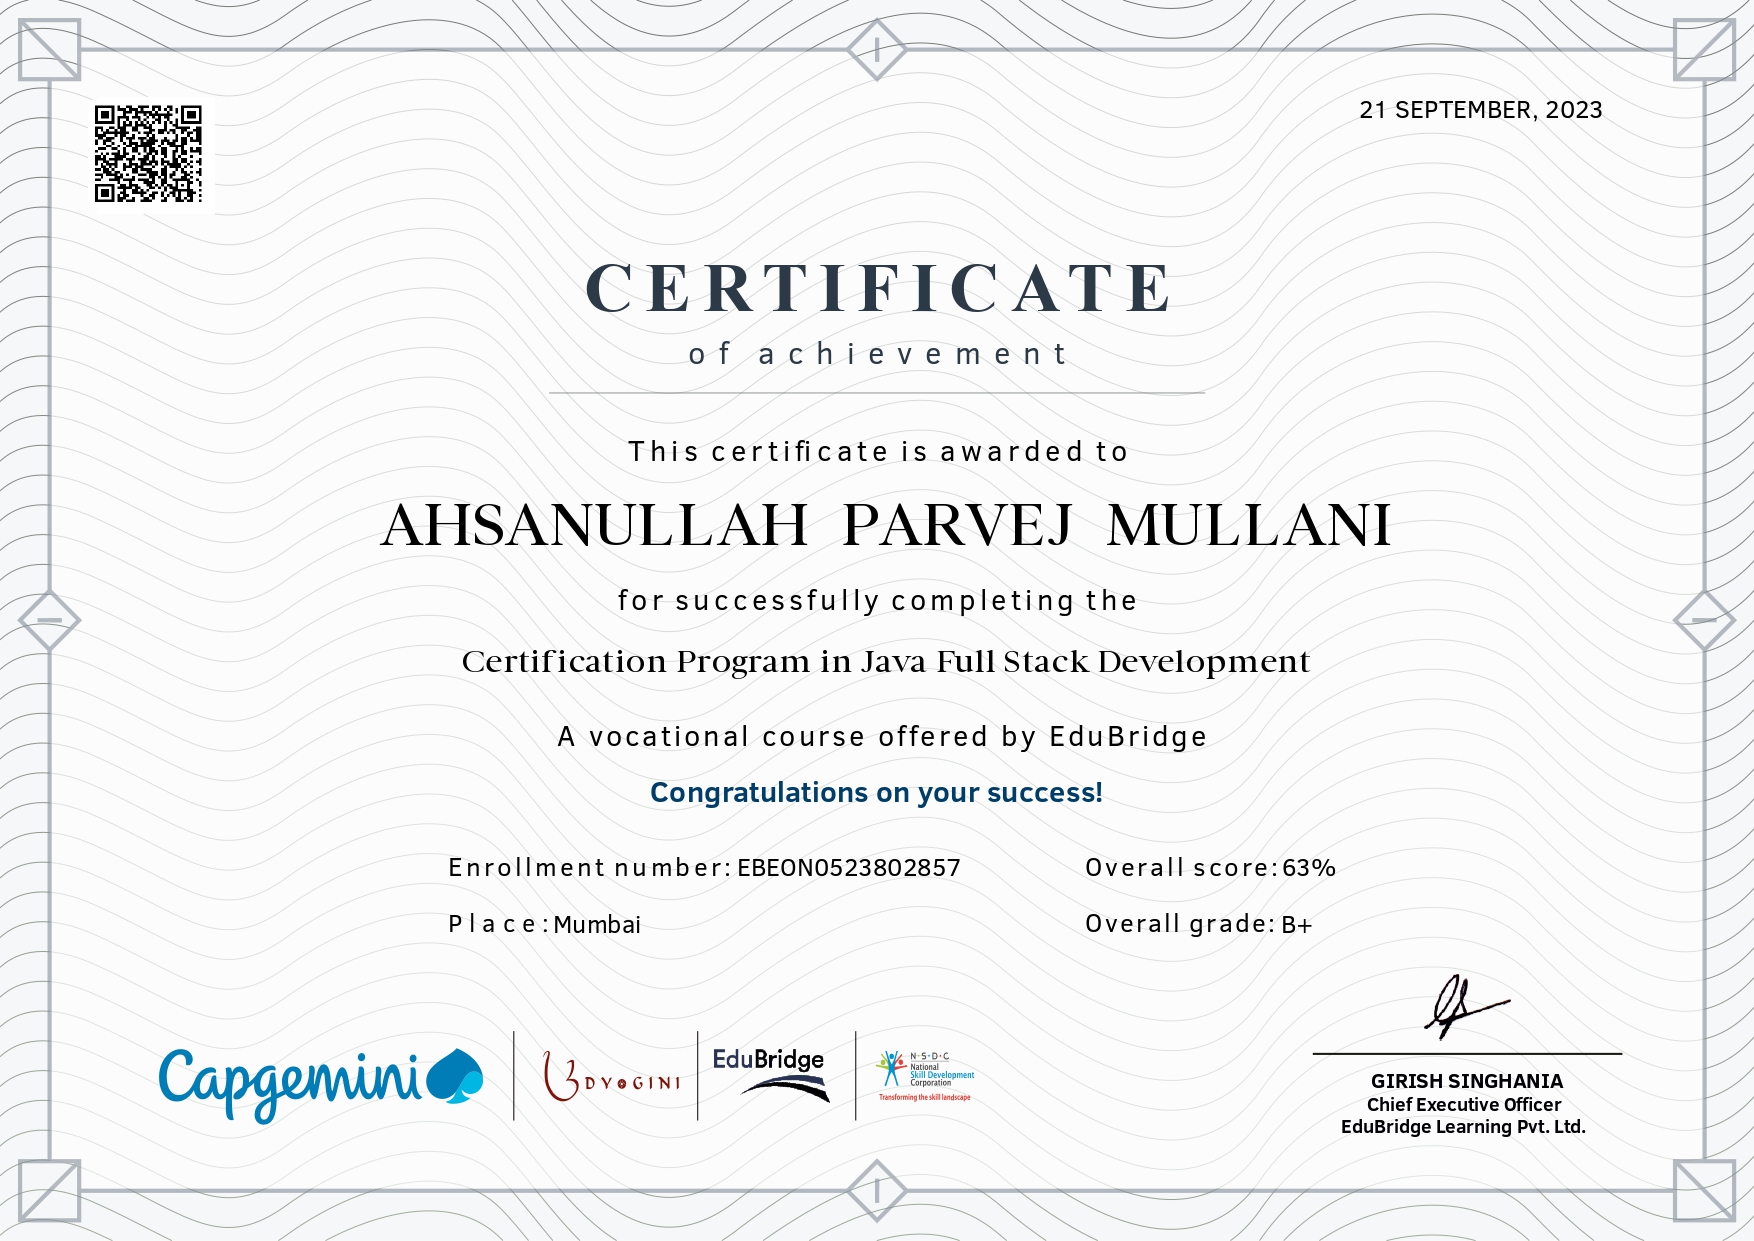 21 SEPTEMBER, 2023
CERTIFICATE
of achievement
This certificate is awarded to
AHSANULLAH PARVEJ MULLANI
for successfully completing the
Certification Program in Java Full Stack Development
A vocational course offered by EduBridge
Congratulations on your success!
Enrollment number: EBEON0523802857
Overall score: 63%
Place: Mumbai
Overall grade: B+
Capgemini
UDYOGINI
EduBridge
N·S·D·C
National
Skill Development
Corporation
Transforming the skill landscape
GIRISH SINGHANIA
Chief Executive Officer
EduBridge Learning Pvt. Ltd.